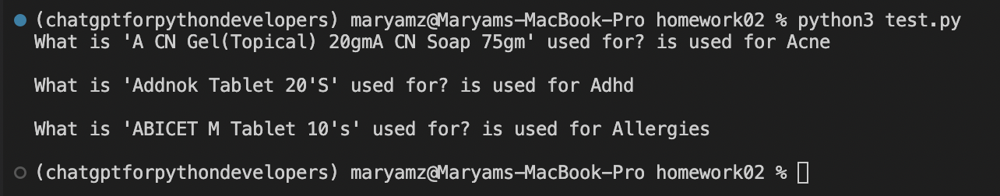 (chatgptforpythondevelopers) maryamz@Maryams-MacBook-Pro homework02 % python3 test.py
What is 'A CN Gel(Topical) 20gmA CN Soap 75gm' used for? is used for Acne
What is 'Addnok Tablet 20'S' used for? is used for Adhd
What is 'ABICET M Tablet 10's' used for? is used for Allergies
(chatgptforpythondevelopers) maryamz@Maryams-MacBook-Pro homework02 %